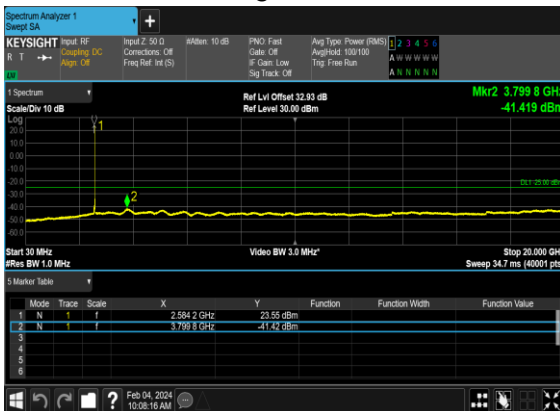 Spectrum Analyzer 1
Swept SA
KEYSIGHT
R T
LV
Input: RF
Coupling: DC
Align: Off
Input Z: 50 Ω
Corrections: Off
Freq Ref: Int (S)
#Atten: 10 dB
PNO: Fast
Gate: Off
IF Gain: Low
Sig Track: Off
Avg Type: Power (RMS)
Avg|Hold: 100/100
Trig: Free Run
1 2 3 4 5 6
A W W W W W
A N N N N N
1 Spectrum
Scale/Div 10 dB
Ref Lvl Offset 32.93 dB
Ref Level 30.00 dBm
Mkr2 3.799 8 GHz
-41.419 dBm
Log
20.0
10.0
0.00
-10.0
-20.0
-30.0
-40.0
-50.0
-60.0
1
2
DL1 -25.00 dBm
Start 30 MHz
#Res BW 1.0 MHz
Video BW 3.0 MHz*
Stop 20.000 GH
Sweep 34.7 ms (40001 pts
5 Marker Table
Mode Trace Scale X Y Function Function Width Function Value
1 N 1 f 2.584 2 GHz 23.55 dBm
2 N 1 f 3.799 8 GHz -41.42 dBm
3
4
5
6
Feb 04, 2024
10:08:16 AM